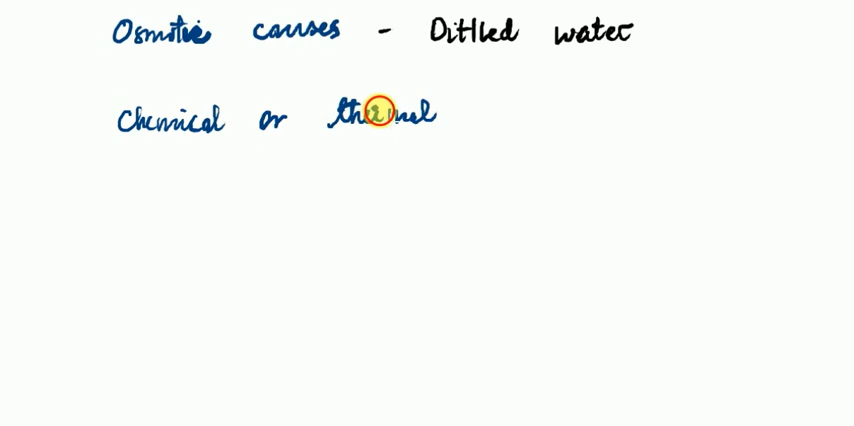 Osmotic causes - Ditlled water
Chemical or thermal